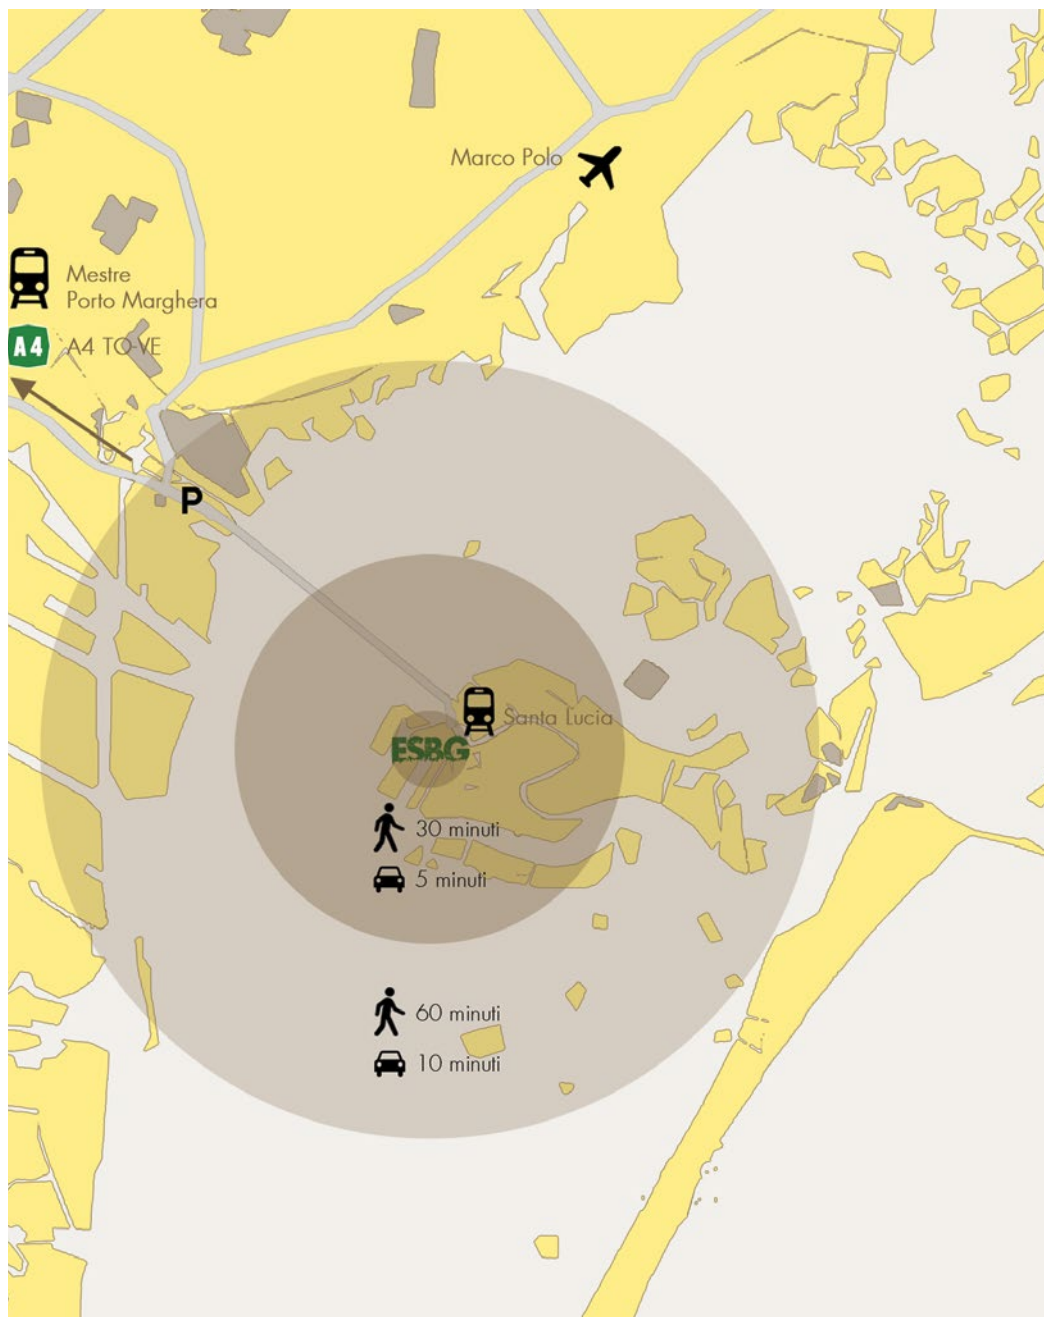 Marco Polo
Mestre
Porto Marghera
A4 A4 TO-VE
P
Santa Lucia
ESBG
30 minuti
5 minuti
60 minuti
10 minuti